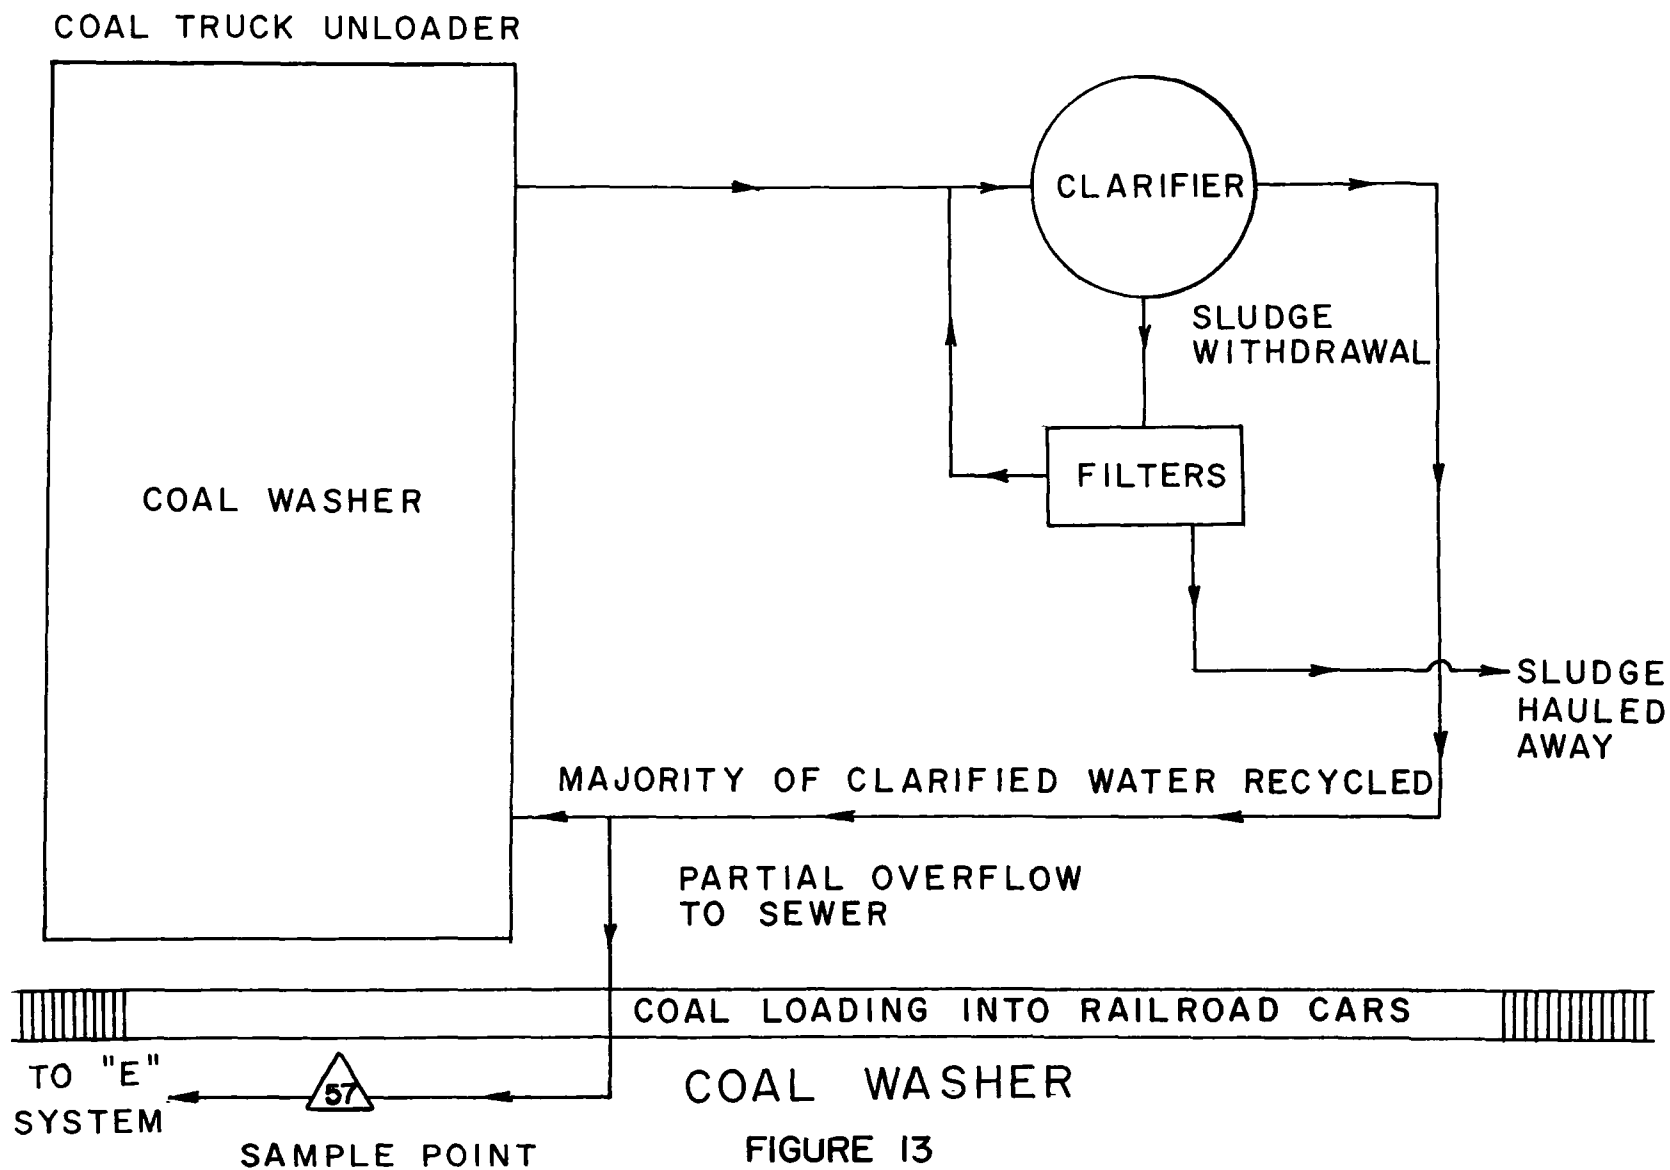 COAL TRUCK UNLOADER
CLARIFIER
SLUDGE
WITHDRAWAL
COAL WASHER
FILTERS
SLUDGE
HAULED
AWAY
MAJORITY OF CLARIFIED WATER RECYCLED
PARTIAL OVERFLOW
TO SEWER
COAL LOADING INTO RAILROAD CARS
TO "E"
SYSTEM
57
SAMPLE POINT
COAL WASHER
FIGURE 13